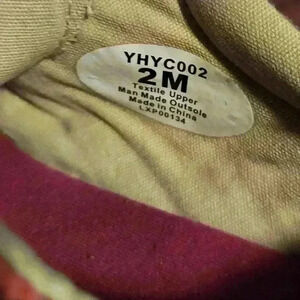 YHYC002
2M
Textile Upper
Man Made Outsole
Made in China
LXP00134